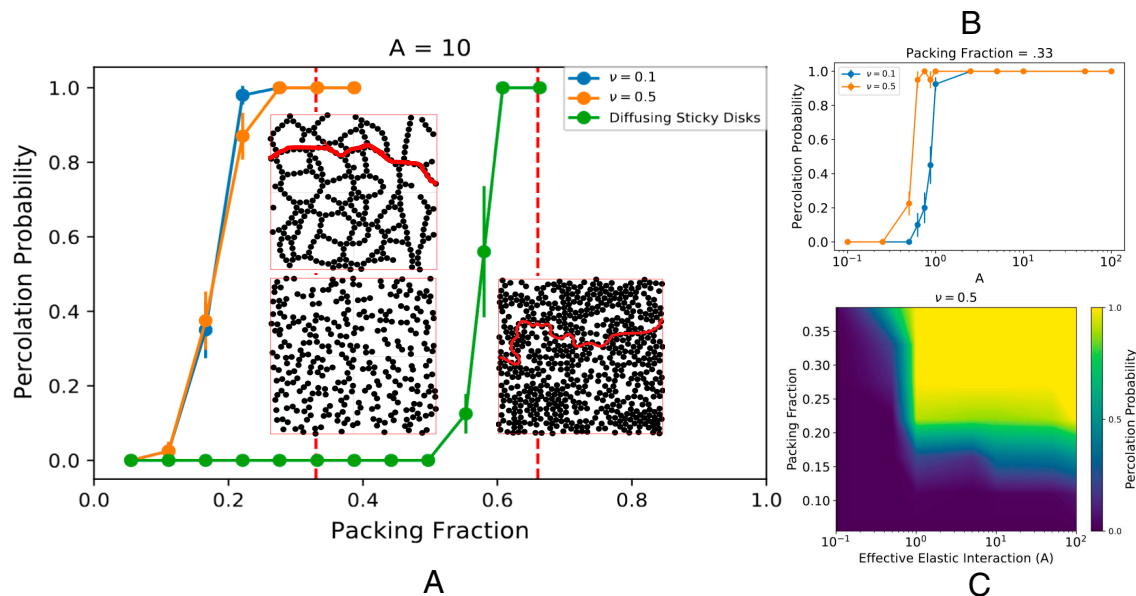 A = 10
1.0
0.8
0.6
0.4
0.2
0.0
Percolation Probability
0.0 0.2 0.4 0.6 0.8 1.0
Packing Fraction
ν = 0.1
ν = 0.5
Diffusing Sticky Disks
A
B
Packing Fraction = .33
1.0
0.8
0.6
0.4
0.2
0.0
Percolation Probability
ν = 0.1
ν = 0.5
10⁻¹ 10⁰ 10¹ 10²
A
ν = 0.5
0.35
0.30
0.25
0.20
0.15
0.10
Packing Fraction
10⁻¹ 10⁰ 10¹ 10²
Effective Elastic Interaction (A)
1.0
0.5
0.0
Percolation Probability
C